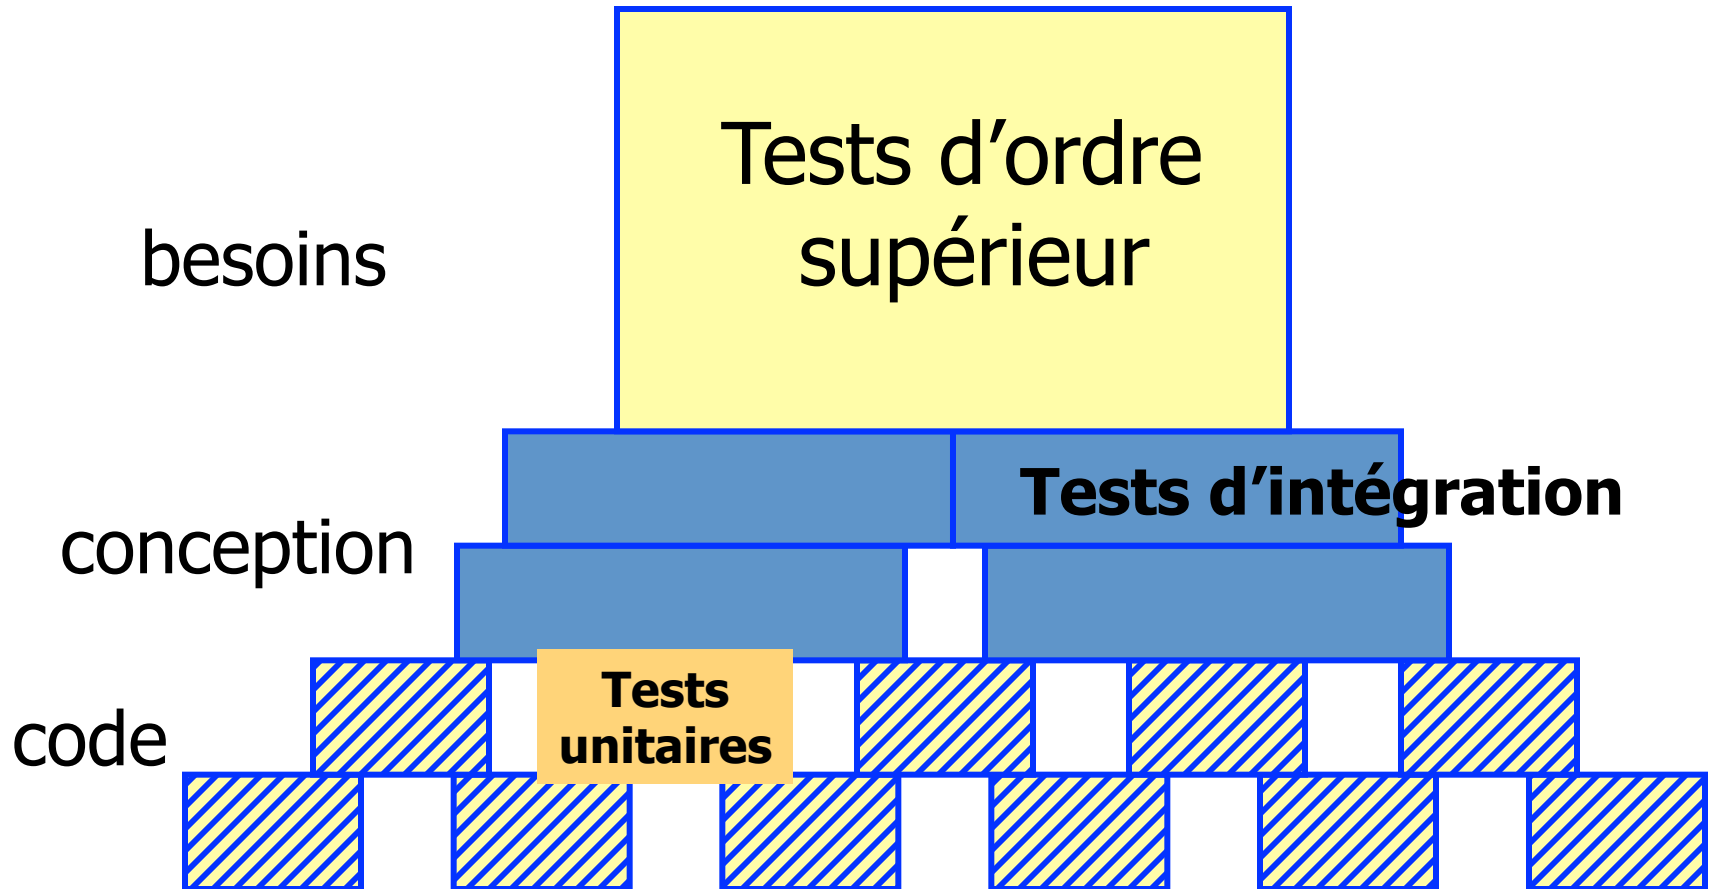 Tests d’ordre
supérieur
besoins
Tests d’intégration
conception
Tests
unitaires
code